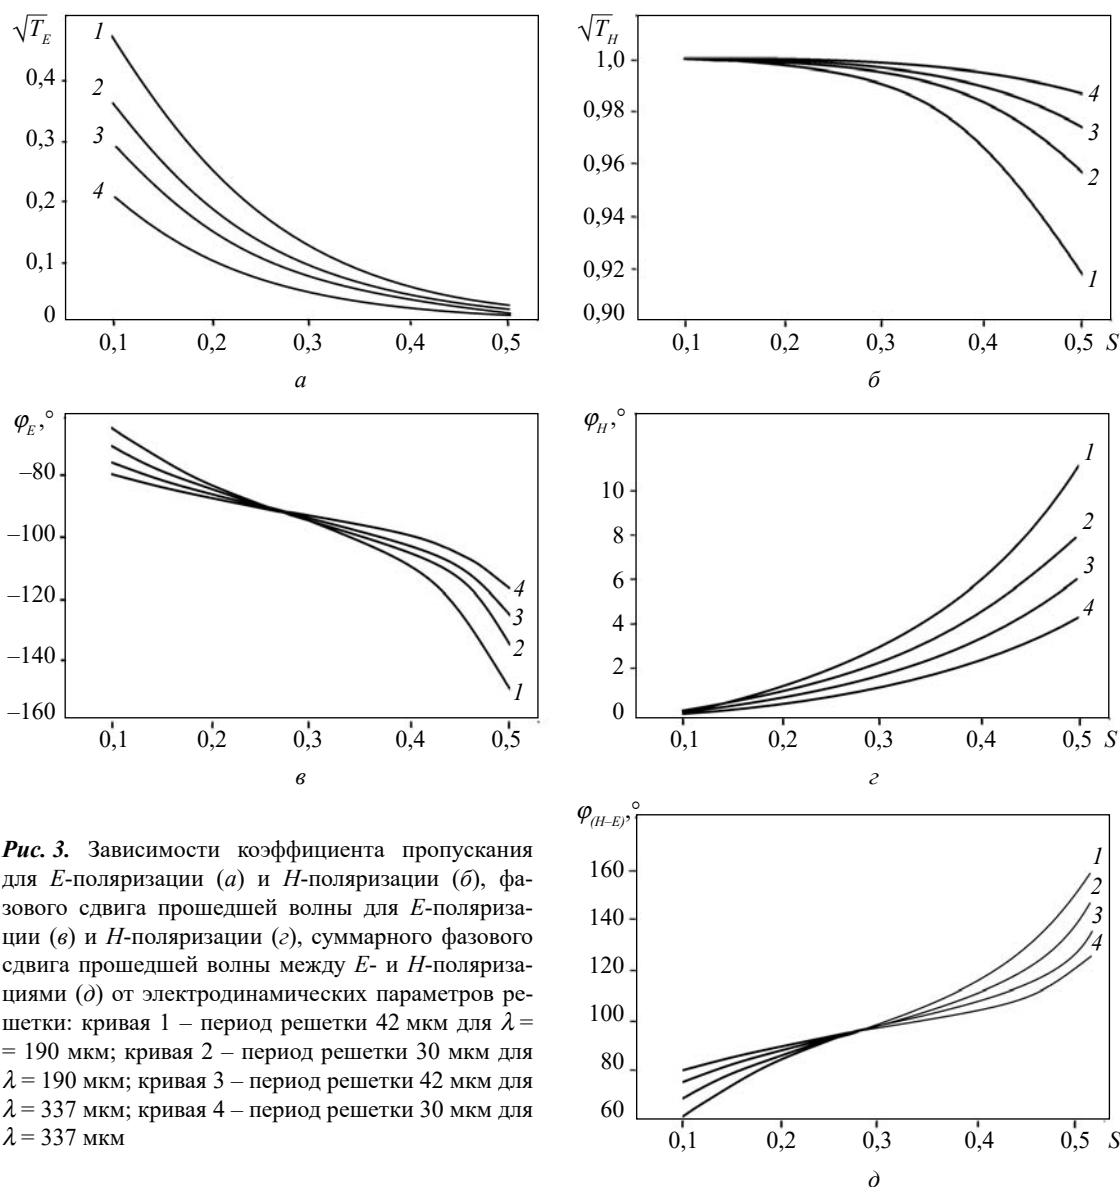 √T_E
1
0,4
2
0,3
3
0,2
4
0,1
0
0,1 0,2 0,3 0,4 0,5
а
√T_H
1,0
4
0,98
3
0,96
2
0,94
0,92
1
0,90
0,1 0,2 0,3 0,4 0,5 S
б
φ_E,°
–80
–100
–120
4
3
–140
2
1
–160
0,1 0,2 0,3 0,4 0,5
в
φ_H,°
1
10
2
8
3
6
4
4
2
0
0,1 0,2 0,3 0,4 0,5 S
г
Рис. 3. Зависимости коэффициента пропускания
для E-поляризации (а) и H-поляризации (б), фа-
зового сдвига прошедшей волны для E-поляриза-
ции (в) и H-поляризации (г), суммарного фазового
сдвига прошедшей волны между E- и H-поляриза-
циями (д) от электродинамических параметров ре-
шетки: кривая 1 – период решетки 42 мкм для λ =
= 190 мкм; кривая 2 – период решетки 30 мкм для
λ = 190 мкм; кривая 3 – период решетки 42 мкм для
λ = 337 мкм; кривая 4 – период решетки 30 мкм для
λ = 337 мкм
φ_(H–E),°
1
160
2
140
3
4
120
100
80
60
0,1 0,2 0,3 0,4 0,5 S
д